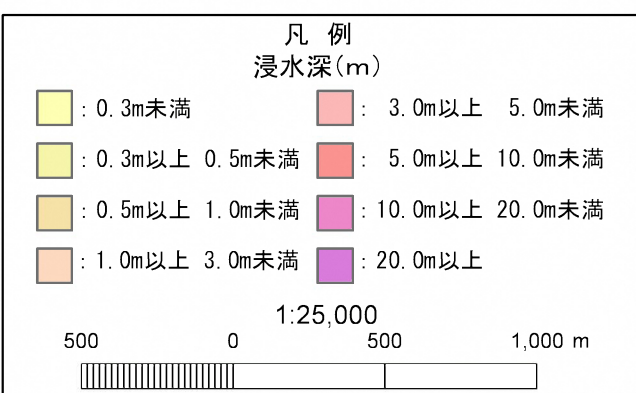 凡 例
浸水深(m)
: 0.3m未満
: 0.3m以上 0.5m未満
: 0.5m以上 1.0m未満
: 1.0m以上 3.0m未満
: 3.0m以上 5.0m未満
: 5.0m以上 10.0m未満
: 10.0m以上 20.0m未満
: 20.0m以上
1:25,000
500 0 500 1,000 m